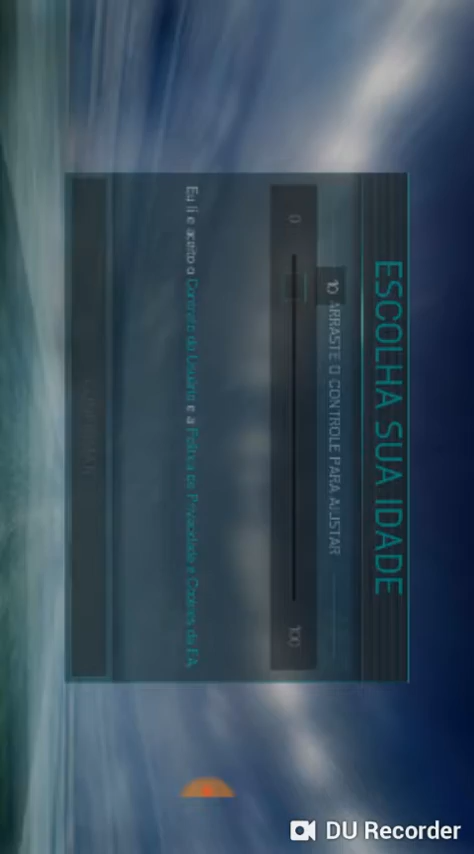 ESCOLHA SUA IDADE
ARRASTE O CONTROLE PARA AJUSTAR
10
0 100
Eu li e aceito o Contrato do Usuário e a Política de Privacidade e Cookies da EA.
DU Recorder